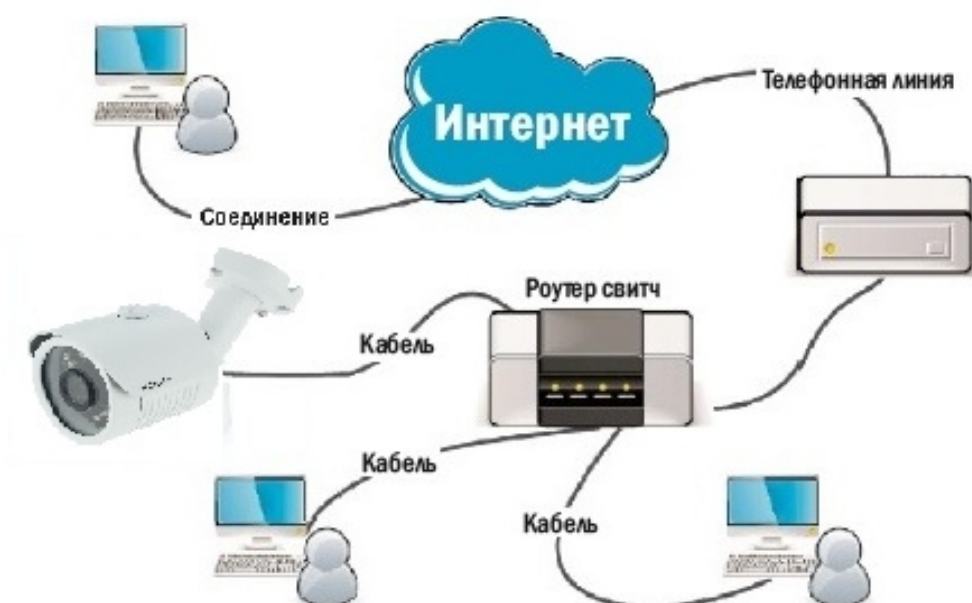 Интернет
Телефонная линия
Соединение
Роутер свитч
Кабель
Кабель
Кабель